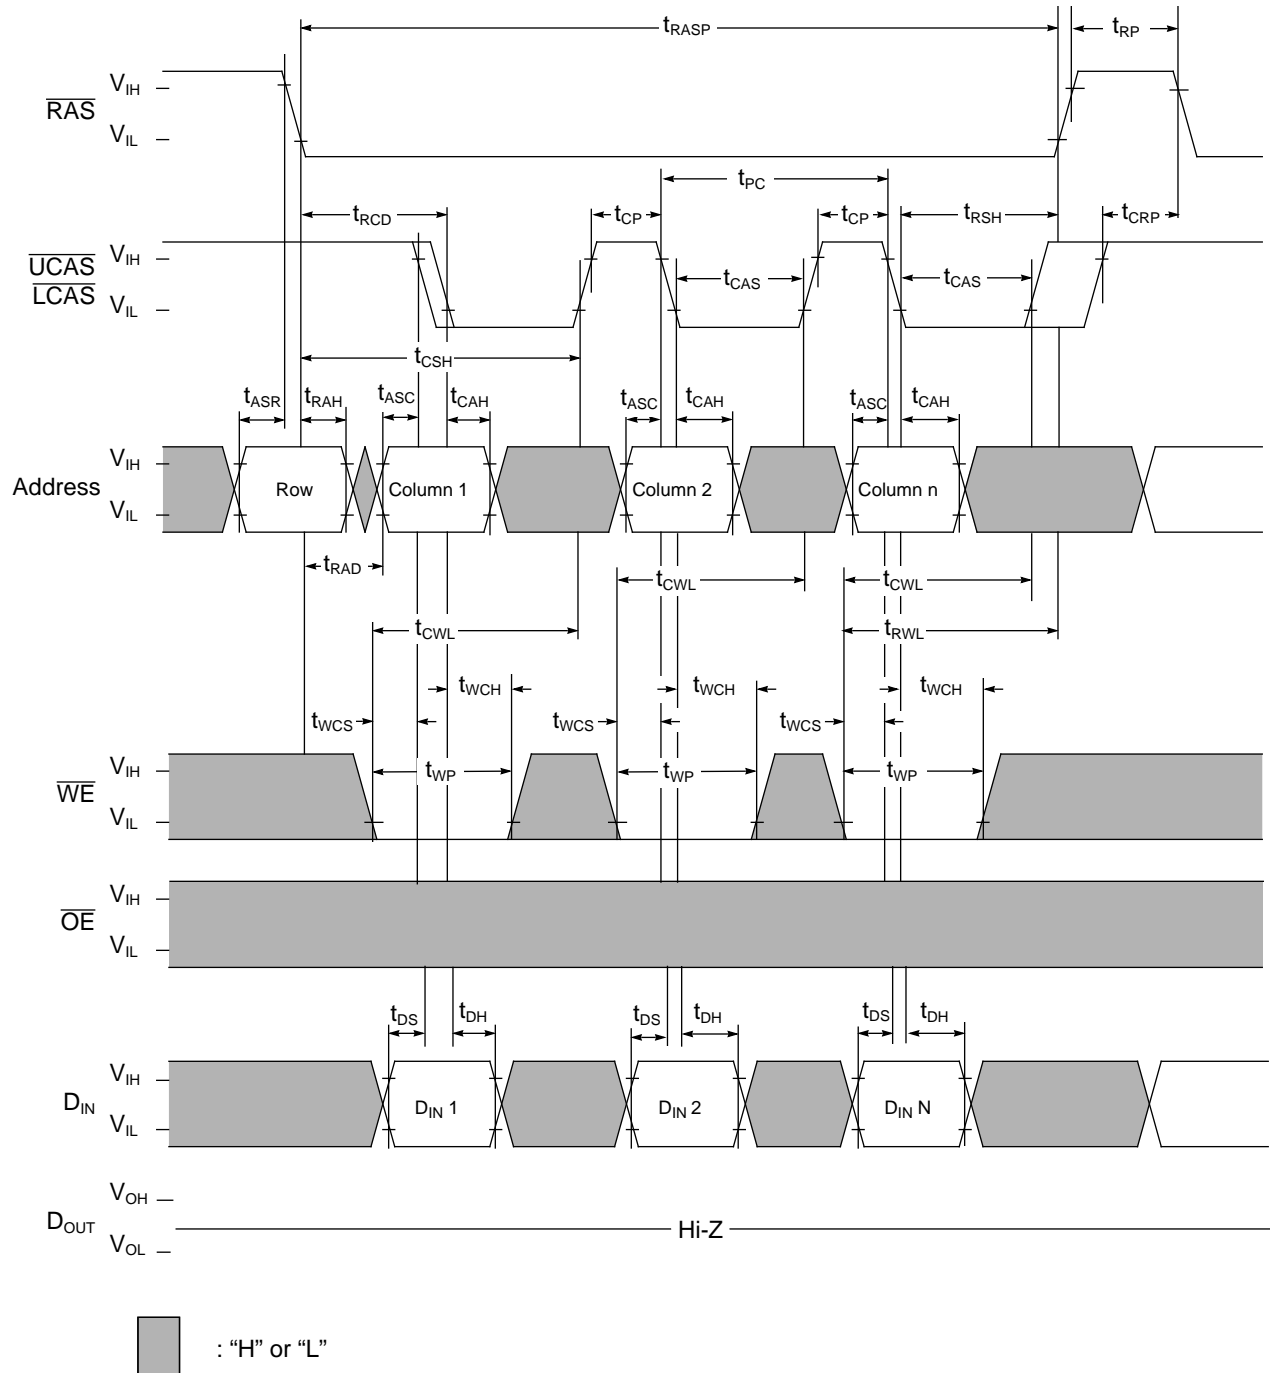 tRASP
tRP
RAS
VIH
VIL
tPC
tRCD
tCP
tCP
tRSH
tCRP
UCAS
LCAS
VIH
VIL
tCAS
tCAS
tCSH
tASR
tRAH
tASC
tCAH
tASC
tCAH
tASC
tCAH
Address
VIH
VIL
Row
Column 1
Column 2
Column n
tRAD
tCWL
tCWL
tCWL
tRWL
tWCH
tWCH
tWCH
tWCS
tWCS
tWCS
WE
VIH
VIL
tWP
tWP
tWP
OE
VIH
VIL
tDS
tDH
tDS
tDH
tDS
tDH
DIN
VIH
VIL
DIN 1
DIN 2
DIN N
DOUT
VOH
VOL
Hi-Z
: “H” or “L”